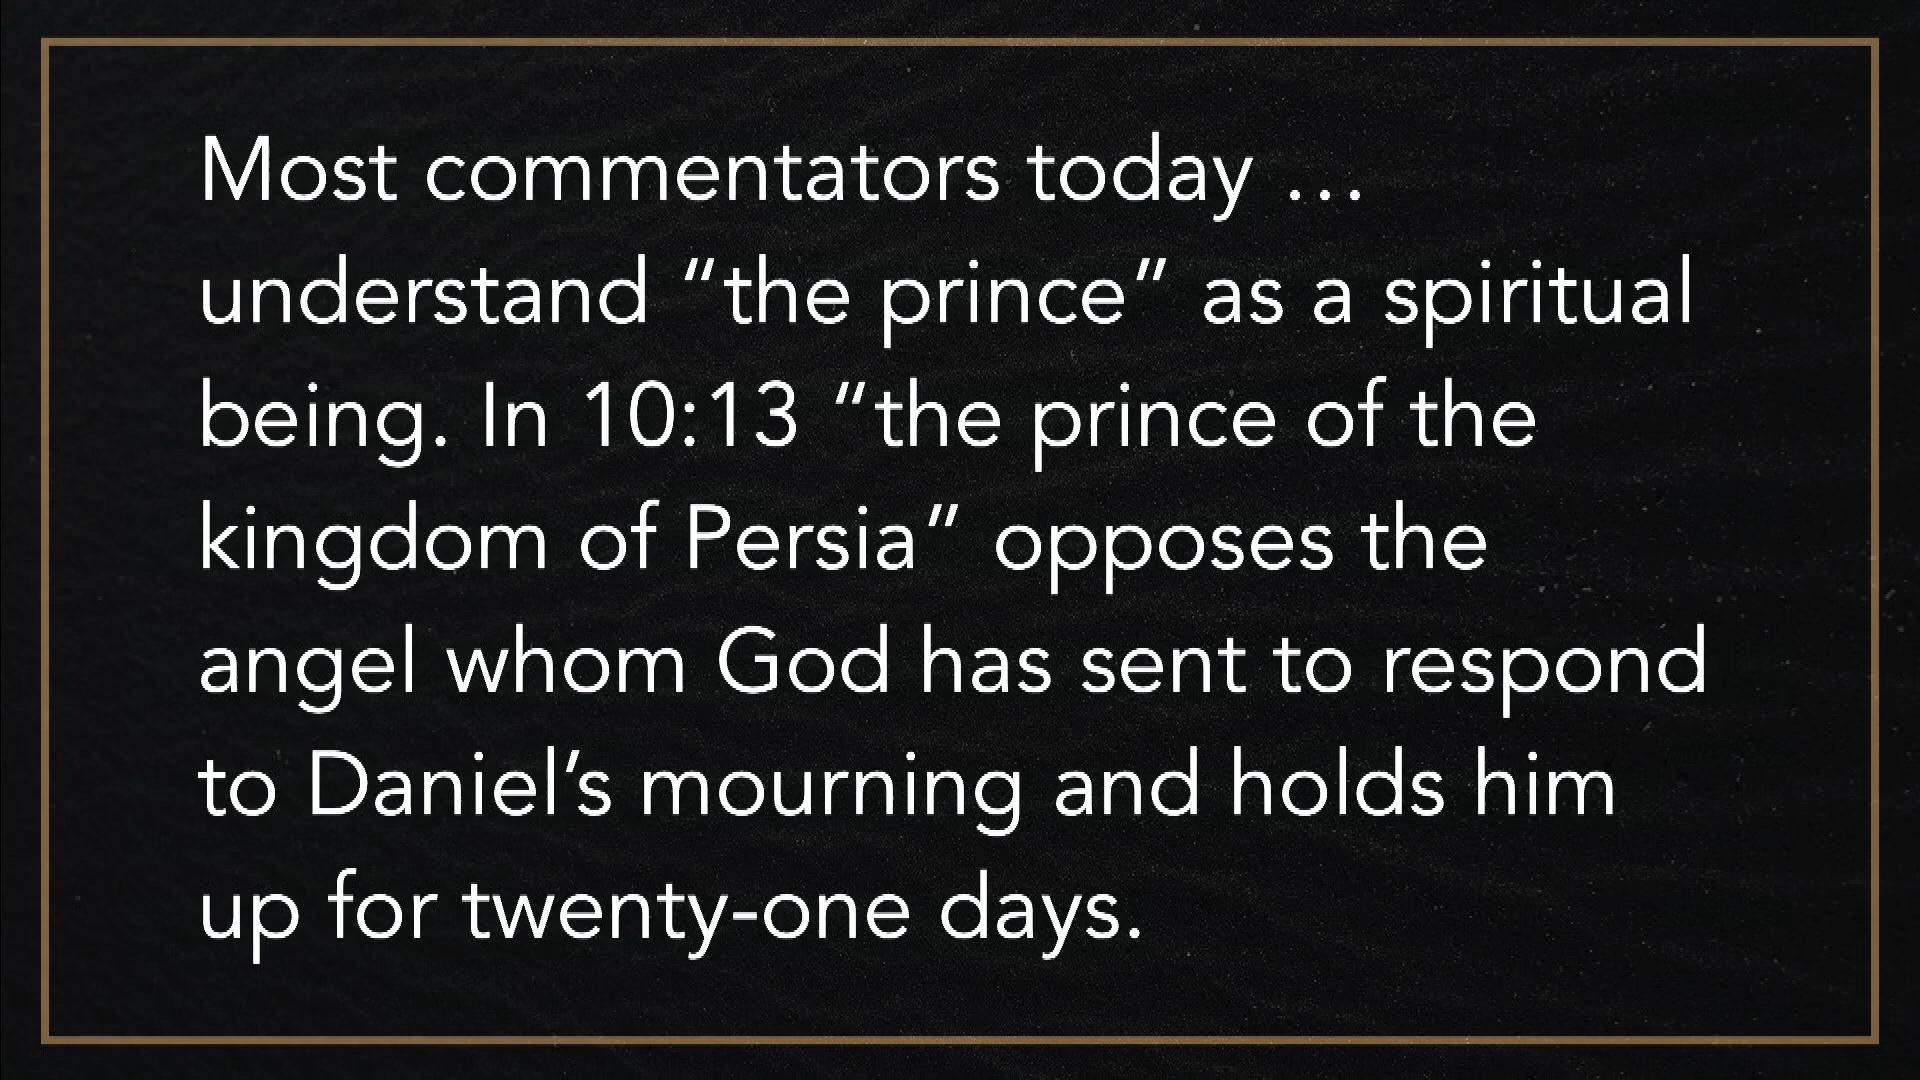 Most commentators today …
understand “the prince” as a spiritual
being. In 10:13 “the prince of the
kingdom of Persia” opposes the
angel whom God has sent to respond
to Daniel’s mourning and holds him
up for twenty-one days.